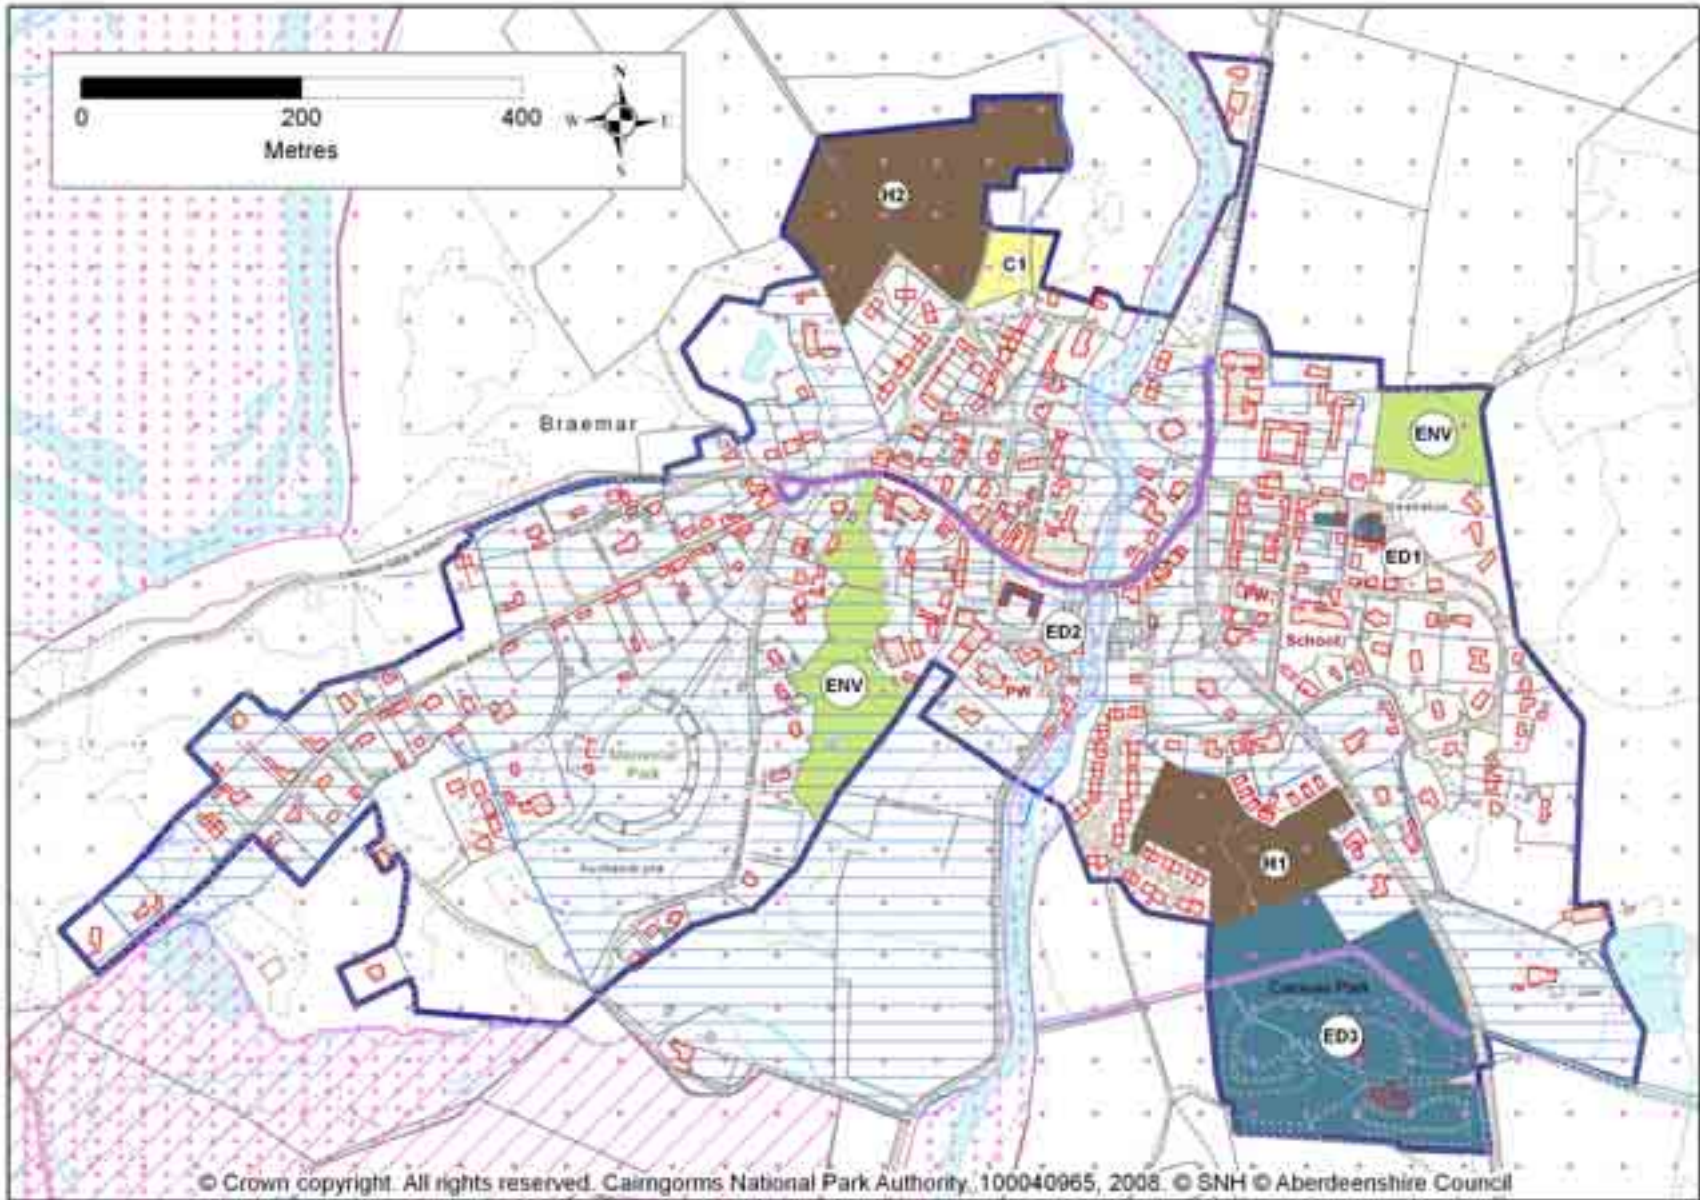 N
0 200 400 W E
Metres
S
H2
C1
Braemar
ENV
ED1
PW
ED2
School
ENV
PW
Memorial
Park
H1
Caravan Park
ED3
© Crown copyright. All rights reserved. Cairngorms National Park Authority, 100040965, 2008. © SNH © Aberdeenshire Council